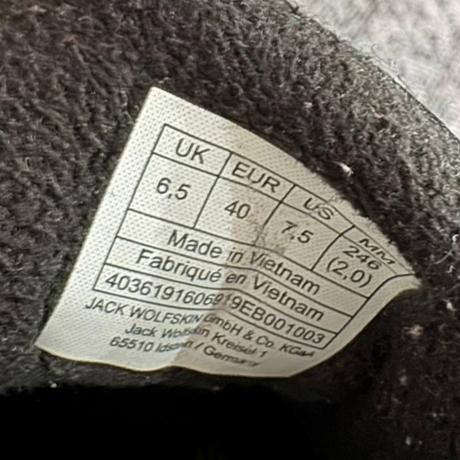 UK EUR US MM
6,5 40 7,5 246 (2.0)
Made in Vietnam
Fabriqué en Vietnam
4036191606919EB001003
JACK WOLFSKIN GmbH & Co. KGaA
Jack Wolfskin Kreisel 1
65510 Idstein / Germany